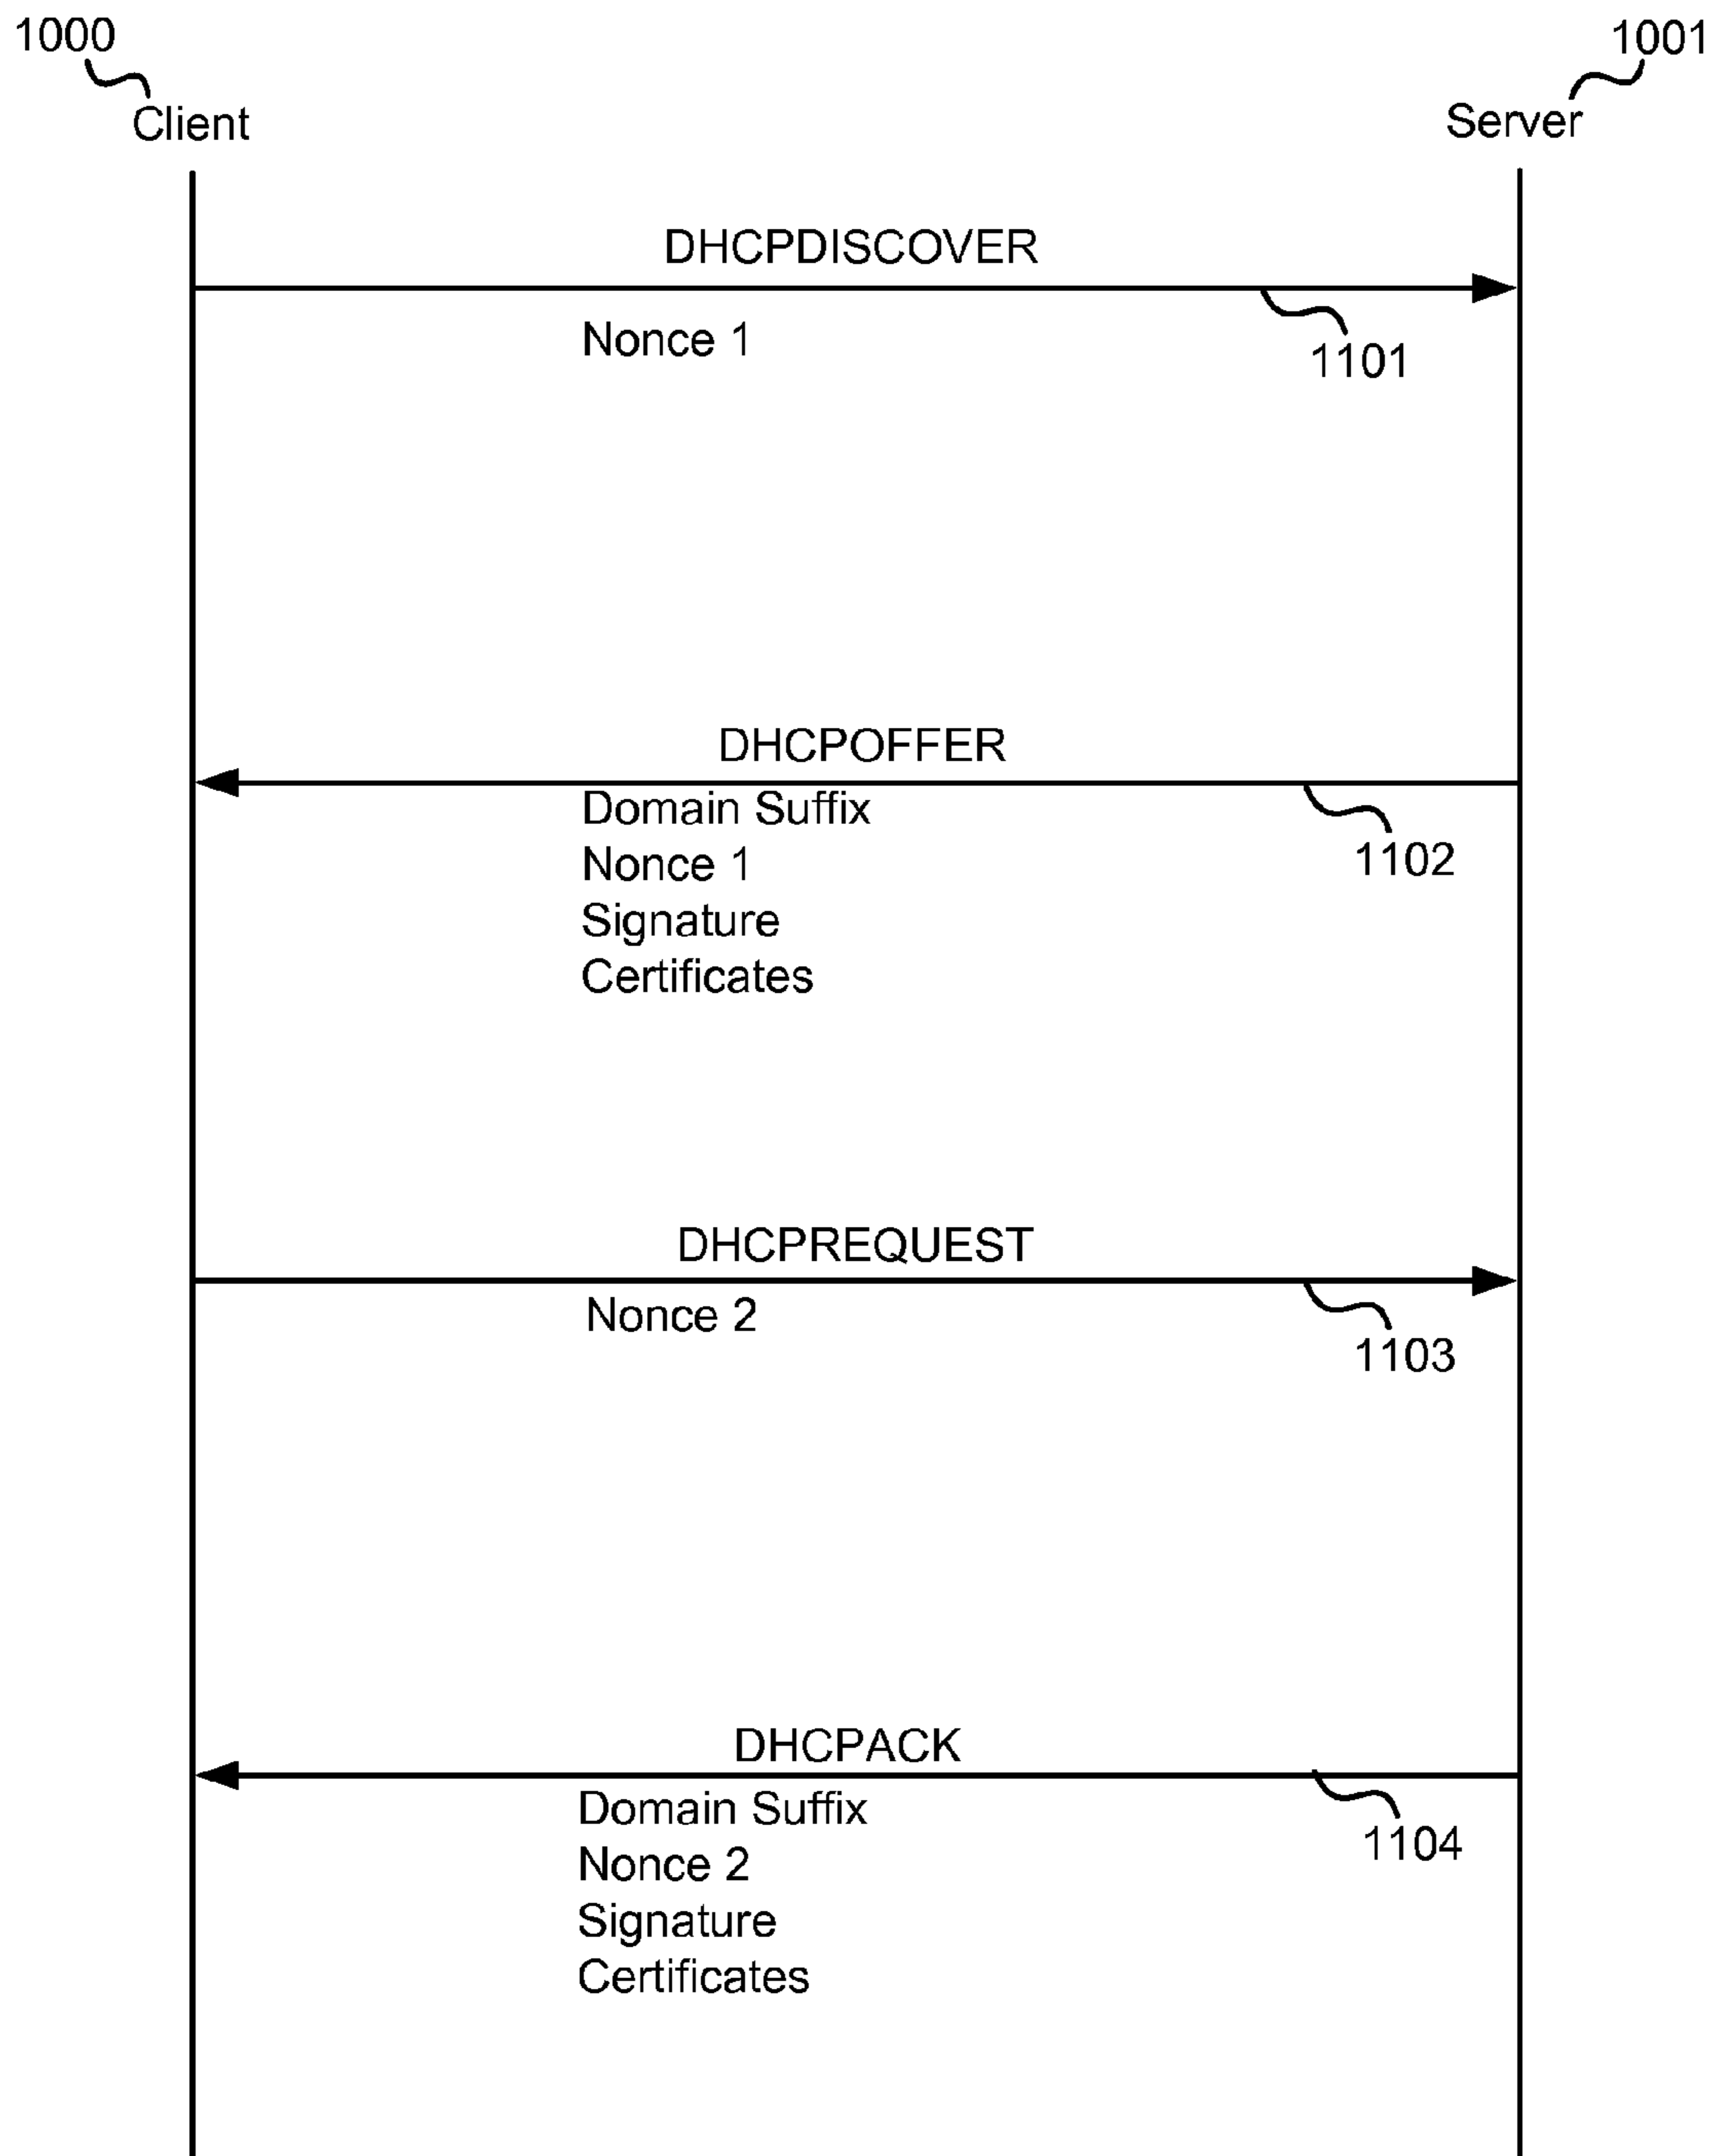 1000
1001
Client
Server
DHCPDISCOVER
Nonce 1
1101
DHCPOFFER
Domain Suffix
1102
Nonce 1
Signature
Certificates
DHCPREQUEST
Nonce 2
1103
DHCPACK
Domain Suffix
1104
Nonce 2
Signature
Certificates